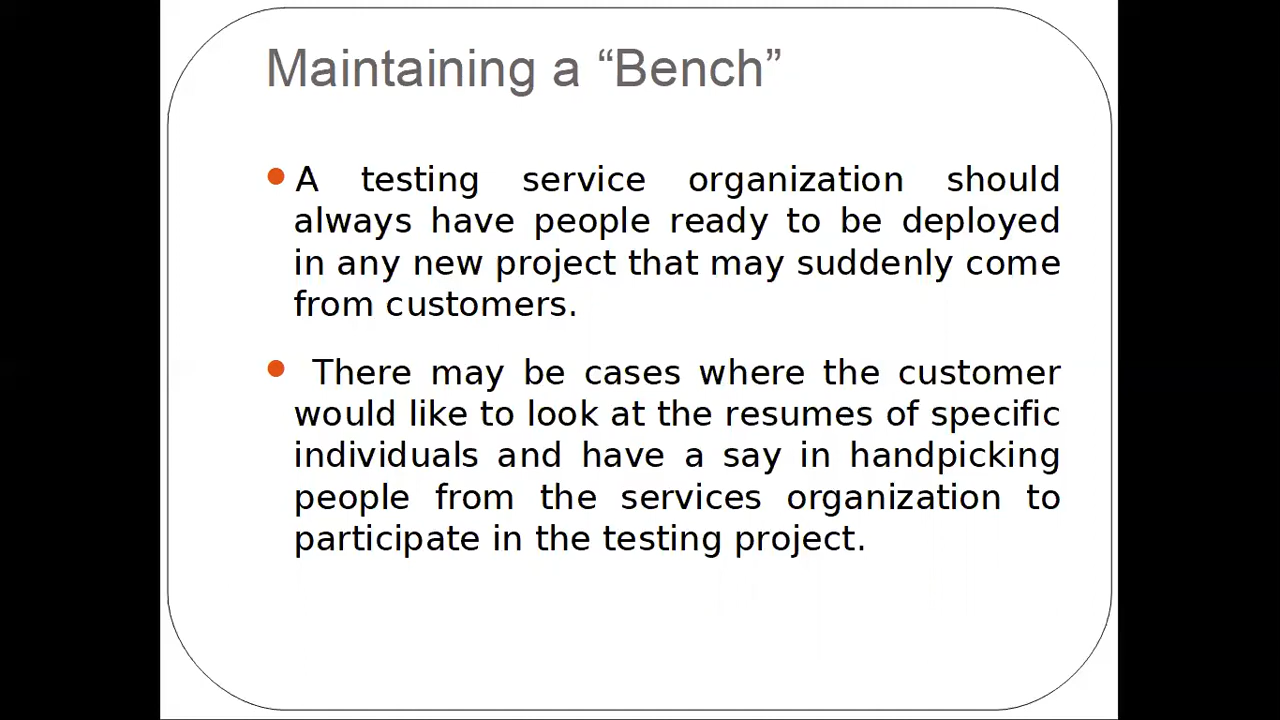 Maintaining a “Bench”
A testing service organization should
always have people ready to be deployed
in any new project that may suddenly come
from customers.
There may be cases where the customer
would like to look at the resumes of specific
individuals and have a say in handpicking
people from the services organization to
participate in the testing project.